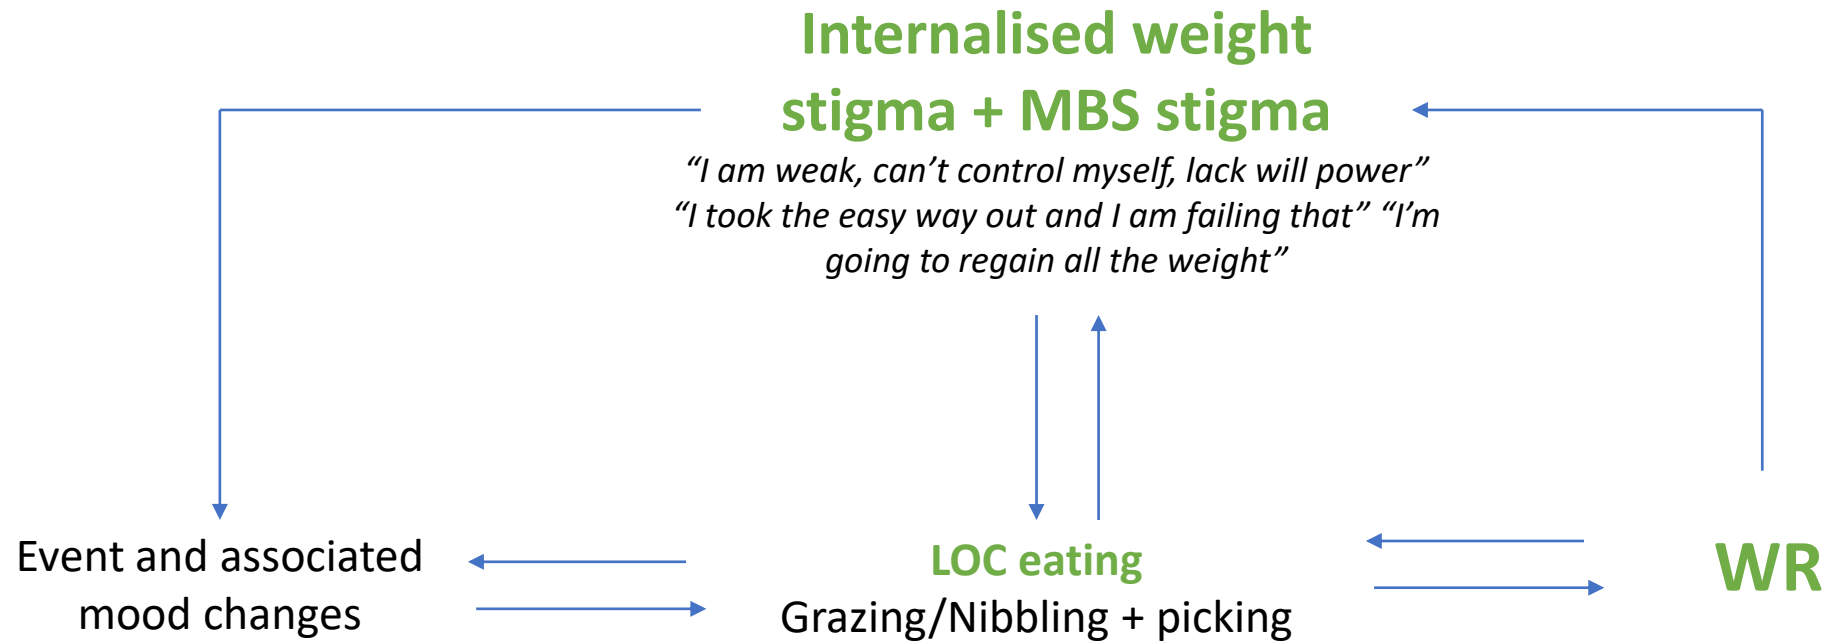 Internalised weight
stigma + MBS stigma
“I am weak, can’t control myself, lack will power”
“I took the easy way out and I am failing that” “I’m
going to regain all the weight”
Event and associated
mood changes
LOC eating
Grazing/Nibbling + picking
WR